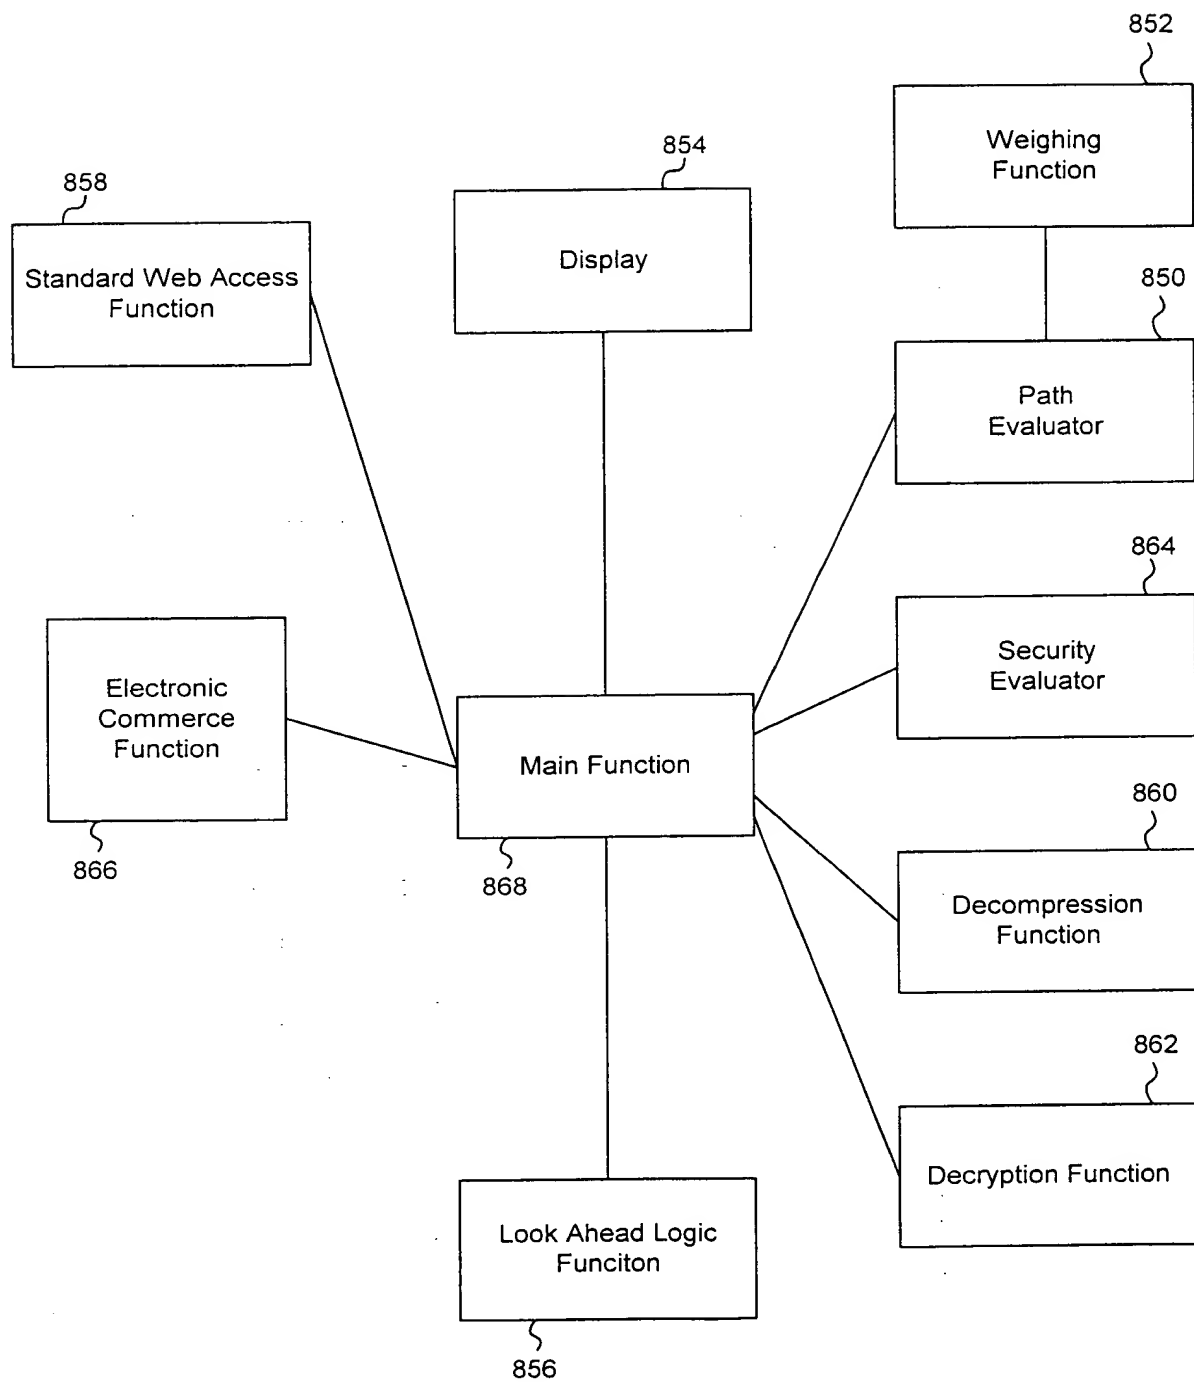 852
Weighing
Function
854
Display
858
Standard Web Access
Function
850
Path
Evaluator
864
Security
Evaluator
Electronic
Commerce
Function
866
Main Function
868
860
Decompression
Function
862
Decryption Function
Look Ahead Logic
Funciton
856